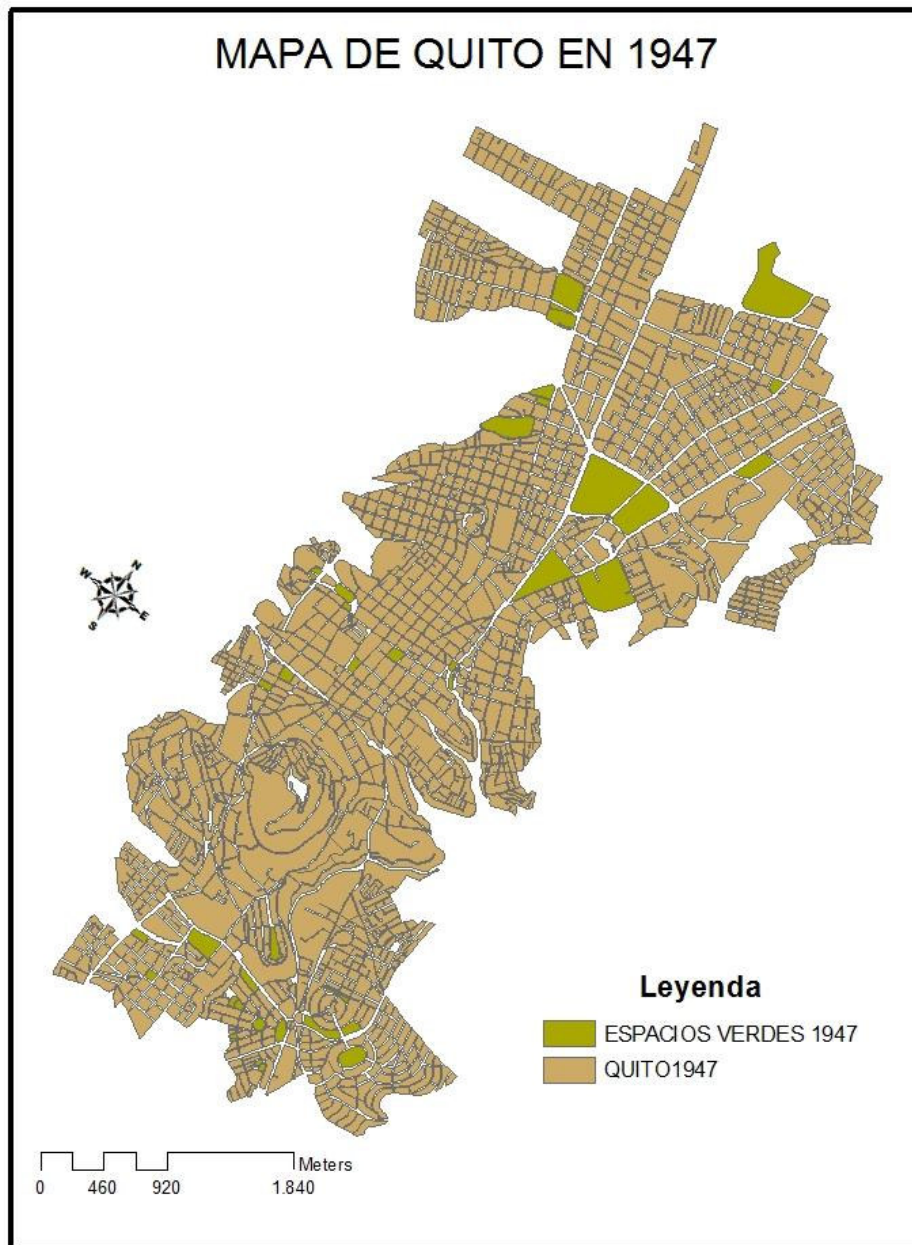 MAPA DE QUITO EN 1947
N
W
E
S
Leyenda
ESPACIOS VERDES 1947
QUITO1947
Meters
0 460 920 1.840